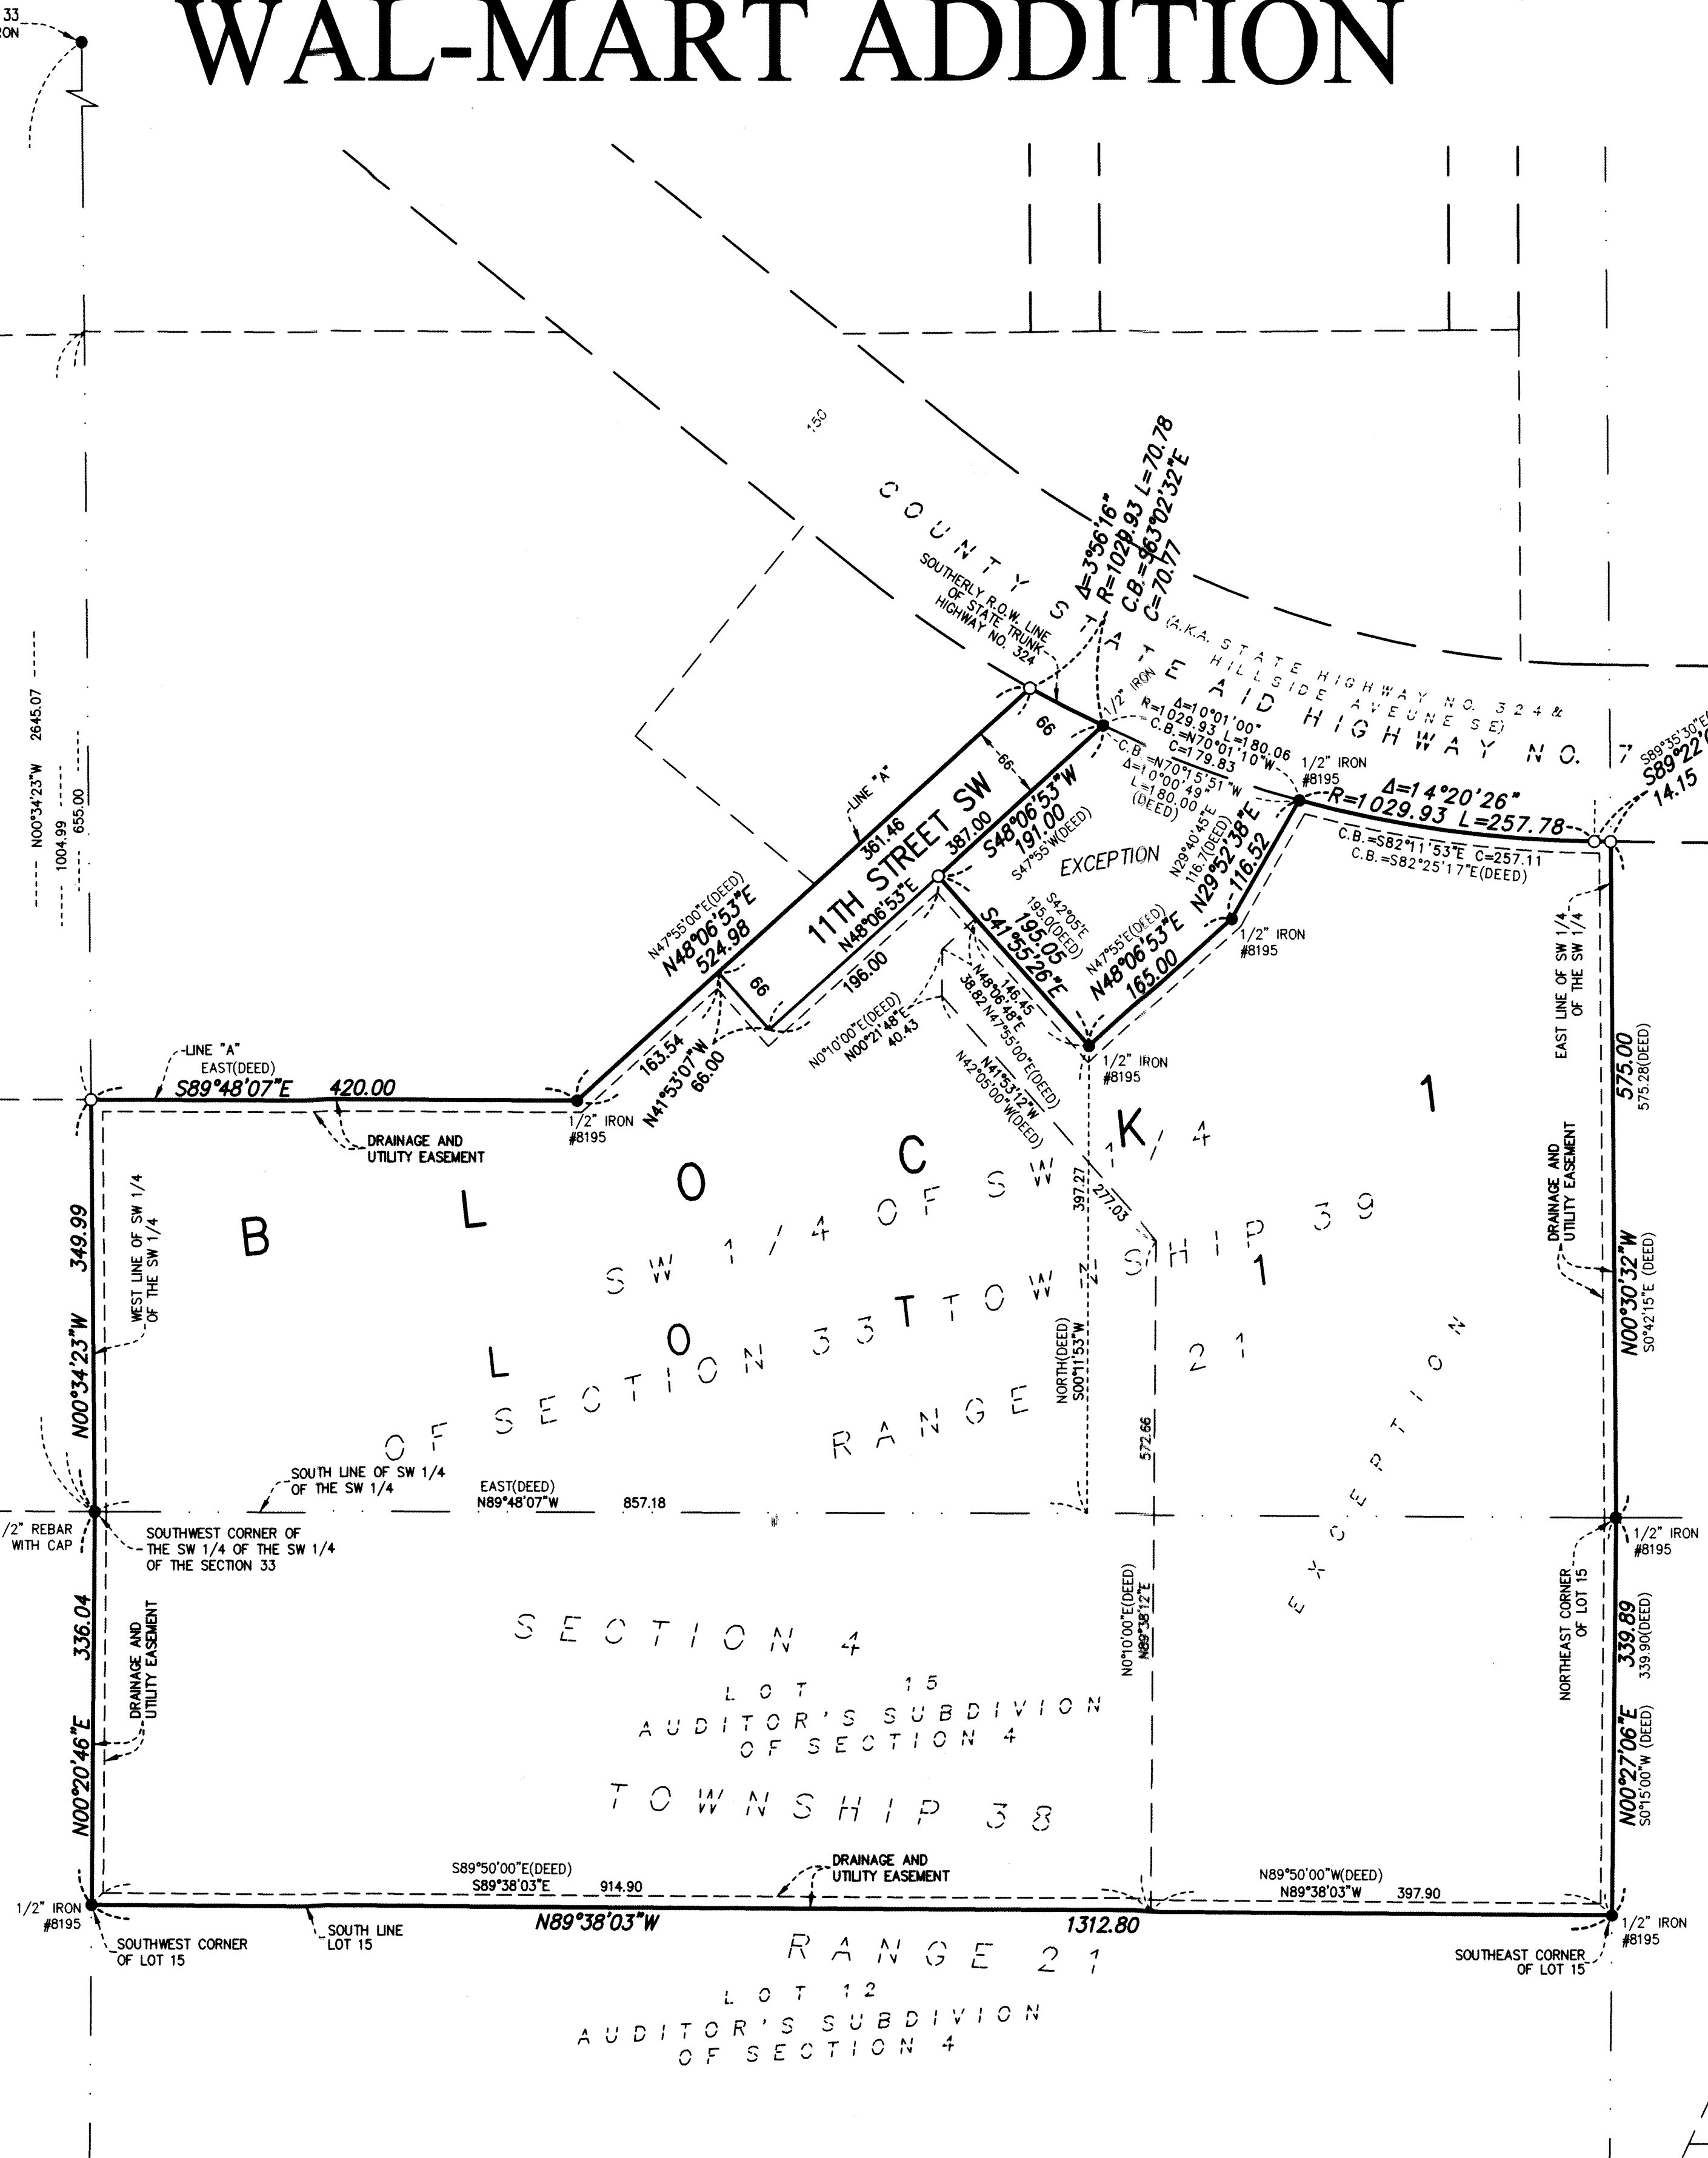 WAL-MART ADDITION
33
150
COUNTY STATE AID HIGHWAY NO. 7
(A.K.A. STATE HIGHWAY NO. 324 &
HILLSIDE AVEUNE SE)
SOUTHERLY R.O.W. LINE
OF STATE TRUNK
HIGHWAY NO. 324
Δ=3°56'16"
R=1029.93 L=70.78
C.B.=S63°02'32"E
C=70.77
1/2" IRON
Δ=10°01'00"
R=1029.93 L=180.06
C.B.=N70°01'10"W
C=179.83
C.B.=N70°15'51"W
Δ=10°00'49"
L=180.00
(DEED)
1/2" IRON
#8195
Δ=14°20'26"
R=1029.93 L=257.78
C.B.=S82°11'53"E C=257.11
C.B.=S82°25'17"E(DEED)
S89°35'30"E
S89°22'
14.15
N00°34'23"W 2645.07
1004.99
655.00
LINE "A"
66
66
361.46
11TH STREET SW
387.00
N48°06'53"E
S48°06'53"W
191.00
S47°55'W(DEED)
EXCEPTION
N29°40'45"E
116.7(DEED)
N29°52'38"E
116.52
1/2" IRON
#8195
N47°55'00"E(DEED)
N48°06'53"E
524.98
66
196.00
S42°05'E
195.0(DEED)
195.05
S41°55'26"E
N47°55'E(DEED)
N48°06'53"E
165.00
1/2" IRON
#8195
163.54
N41°53'07"W
66.00
N0°10'00"E(DEED)
N00°21'48"E
40.43
146.45
N48°06'48"E
38.82 N47°55'00"E(DEED)
N41°53'12"W
N42°05'00"W(DEED)
277.03
LINE "A"
EAST(DEED)
S89°48'07"E 420.00
1/2" IRON
#8195
DRAINAGE AND
UTILITY EASEMENT
EAST LINE OF SW 1/4
OF THE SW 1/4
575.00
575.28(DEED)
N00°30'32"W
S0°42'15"E (DEED)
DRAINAGE AND
UTILITY EASEMENT
BLOCK 1
SW 1/4 OF SW 1/4
LOT 1
OF SECTION 33 TOWNSHIP 39
RANGE 21
EXCEPTION
349.99
N00°34'23"W
WEST LINE OF SW 1/4
OF THE SW 1/4
397.27
NORTH(DEED)
S00°11'53"W
572.66
SOUTH LINE OF SW 1/4
OF THE SW 1/4
EAST(DEED)
N89°48'07"W 857.18
/2" REBAR
WITH CAP
SOUTHWEST CORNER OF
THE SW 1/4 OF THE SW 1/4
OF THE SECTION 33
1/2" IRON
#8195
NORTHEAST CORNER
OF LOT 15
336.04
N00°20'46"E
DRAINAGE AND
UTILITY EASEMENT
N0°10'00"E(DEED)
N89°38'12"E
339.89
339.90(DEED)
N00°27'06"E
S0°15'00"W (DEED)
SECTION 4
LOT 15
AUDITOR'S SUBDIVION
OF SECTION 4
TOWNSHIP 38
DRAINAGE AND
UTILITY EASEMENT
S89°50'00"E(DEED)
S89°38'03"E 914.90
N89°50'00"W(DEED)
N89°38'03"W 397.90
1/2" IRON
#8195
SOUTHWEST CORNER
OF LOT 15
SOUTH LINE
LOT 15
N89°38'03"W 1312.80
1/2" IRON
#8195
SOUTHEAST CORNER
OF LOT 15
RANGE 21
LOT 12
AUDITOR'S SUBDIVION
OF SECTION 4